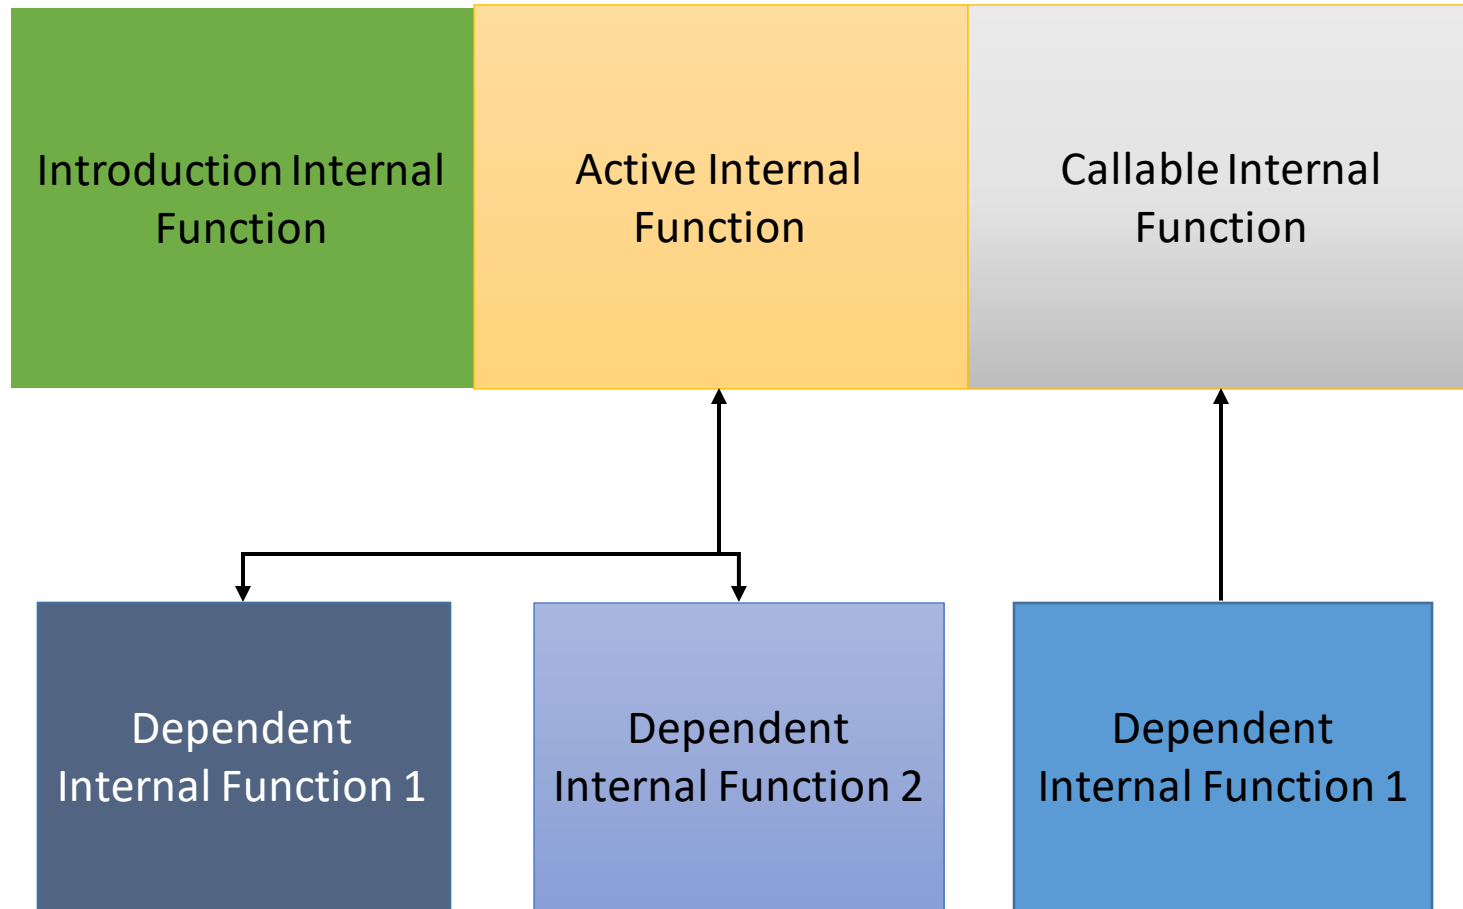 Introduction Internal
Function
Active Internal
Function
Callable Internal
Function
Dependent
Internal Function 1
Dependent
Internal Function 2
Dependent
Internal Function 1